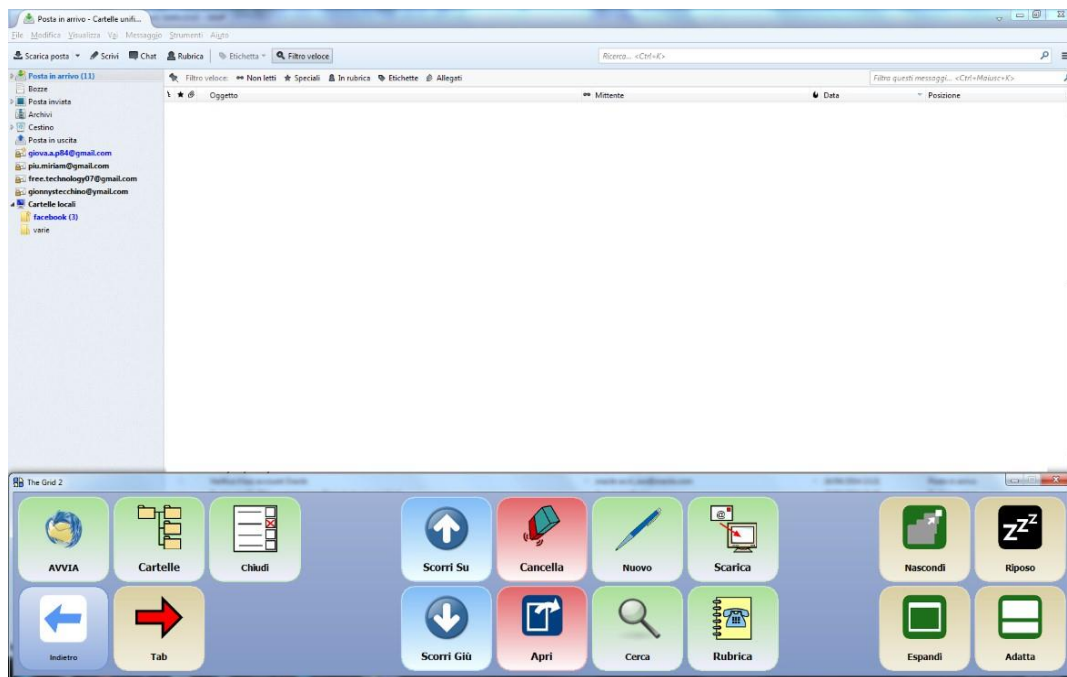 Posta in arrivo - Cartelle unifi...
File Modifica Visualizza Vai Messaggio Strumenti Aiuto
Scarica posta Scrivi Chat Rubrica Etichetta Filtro veloce Ricerca... <Ctrl+K>
Posta in arrivo (11) Filtro veloce: Non letti Speciali In rubrica Etichette Allegati Filtra questi messaggi... <Ctrl+Maiusc+K>
Bozze Oggetto Mittente Data Posizione
Posta inviata
Archivi
Cestino
Posta in uscita
giova.a.p84@gmail.com
piu.miriam@gmail.com
free.technology07@gmail.com
gionnystecchino@ymail.com
Cartelle locali
facebook (3)
varie
The Grid 2
AVVIA Cartelle Chiudi Scorri Su Cancella Nuovo Scarica Nascondi Riposo
Indietro Tab Scorri Giù Apri Cerca Rubrica Espandi Adatta